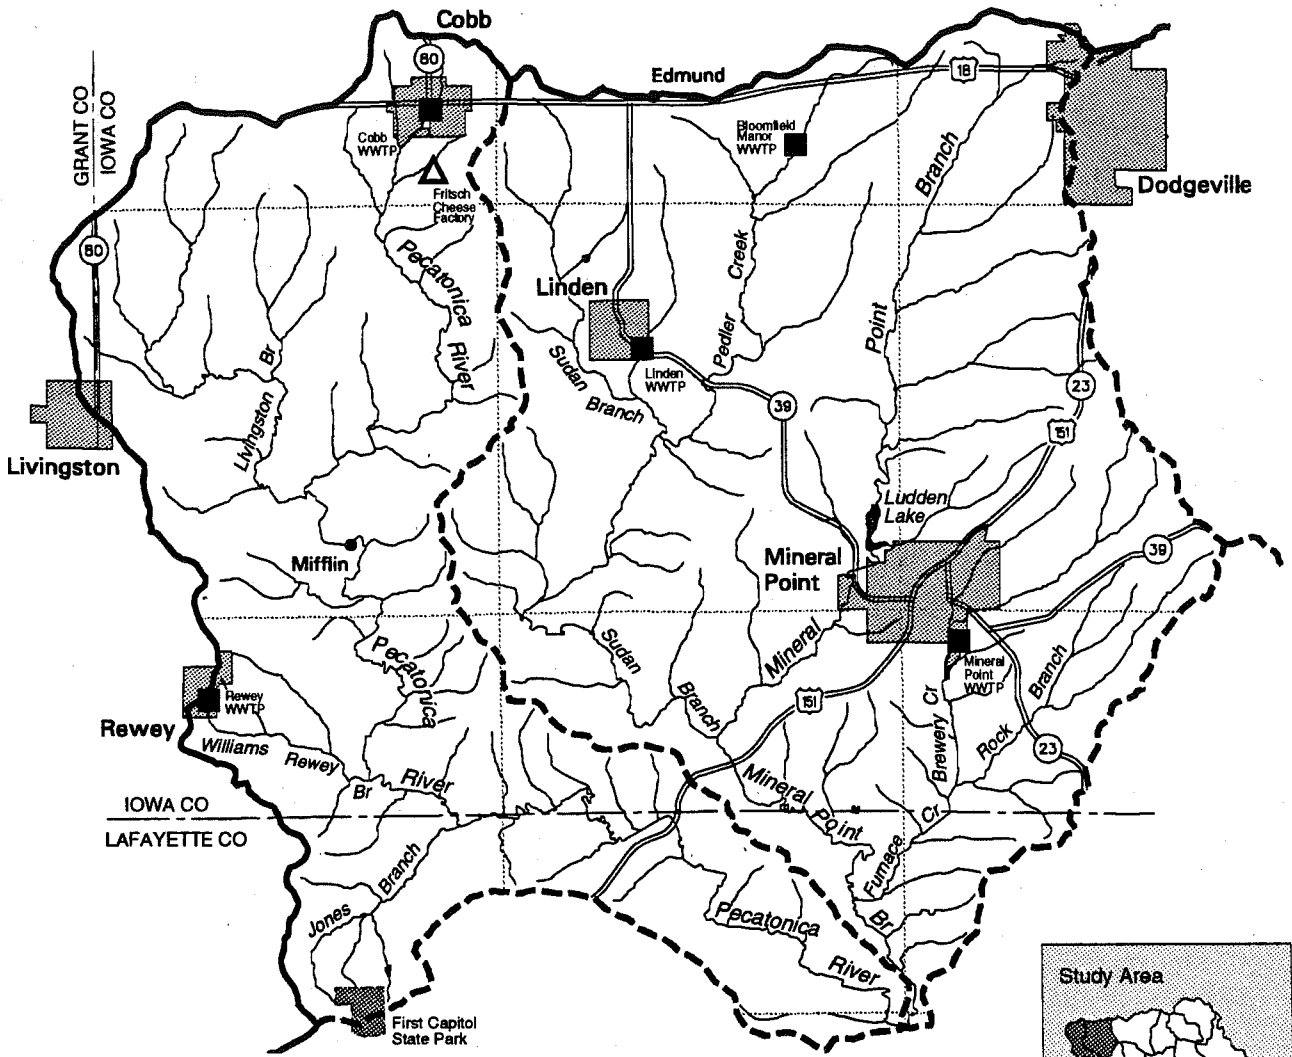 Cobb
80
Edmund
18
GRANT CO
IOWA CO
Cobb
WWTP
Bloomfield
Manor
WWTP
Branch
Dodgeville
Fritsch
Cheese
Factory
80
Pecatonica
River
Creek
Pedler
Linden
Point
Br
Livingston
Sudan
Branch
Linden
WWTP
39
23
151
Livingston
Ludden
Lake
Mifflin
Mineral
Point
39
Pecatonica
Sudan
Branch
Mineral
Mineral
Point
WWTP
Branch
Rock
Rewey
WWTP
Rewey
Williams
Rewey
Br
River
151
Brewery Cr
23
Mineral Point
IOWA CO
LAFAYETTE CO
Furnace
Cr
Br
Jones
Branch
Pecatonica
River
First Capitol
State Park
Study Area